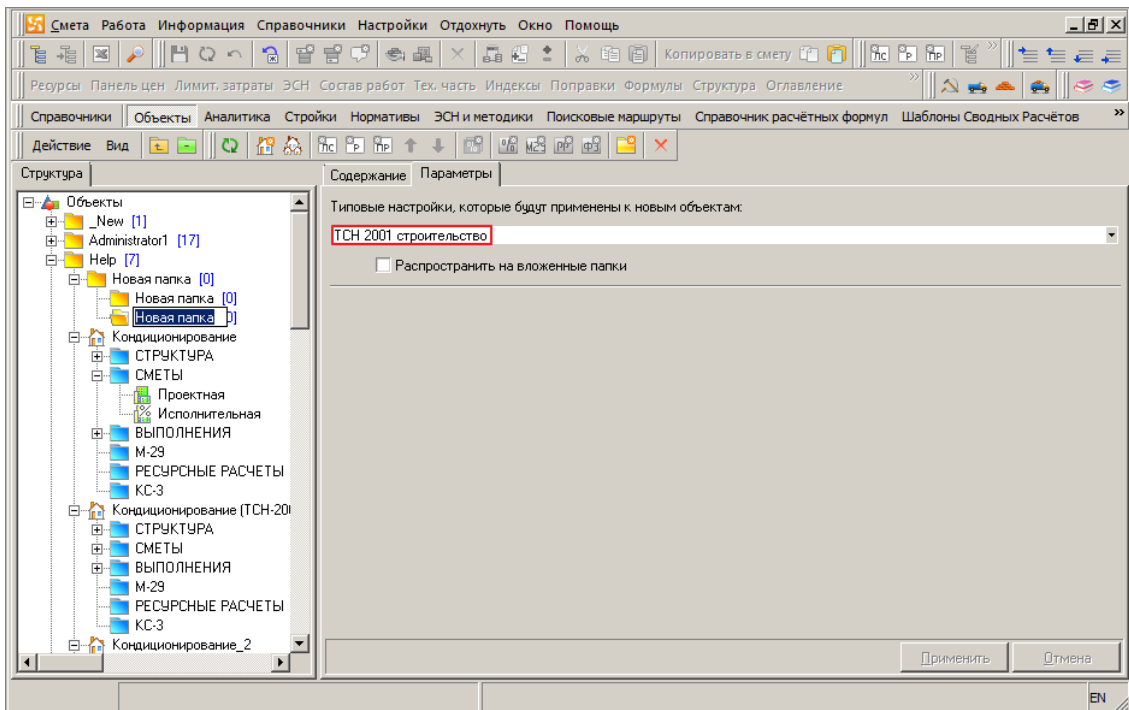 Смета Работа Информация Справочники Настройки Отдохнуть Окно Помощь
Копировать в смету
Ресурсы Панель цен Лимит. затраты ЭСН Состав работ Тех. часть Индексы Поправки Формулы Структура Оглавление
Справочники Объекты Аналитика Стройки Нормативы ЭСН и методики Поисковые маршруты Справочник расчётных формул Шаблоны Сводных Расчётов
Действие Вид
Структура
Содержание Параметры
Объекты
_New [1]
Administrator1 [17]
Help [7]
Новая папка [0]
Новая папка [0]
Новая папка 0]
Кондиционирование
СТРУКТУРА
СМЕТЫ
Проектная
Исполнительная
ВЫПОЛНЕНИЯ
М-29
РЕСУРСНЫЕ РАСЧЕТЫ
КС-3
Кондиционирование (ТСН-20
СТРУКТУРА
СМЕТЫ
ВЫПОЛНЕНИЯ
М-29
РЕСУРСНЫЕ РАСЧЕТЫ
КС-3
Кондиционирование_2
Типовые настройки, которые будут применены к новым объектам:
ТСН 2001 строительство
Распространить на вложенные папки
Применить Отмена
EN